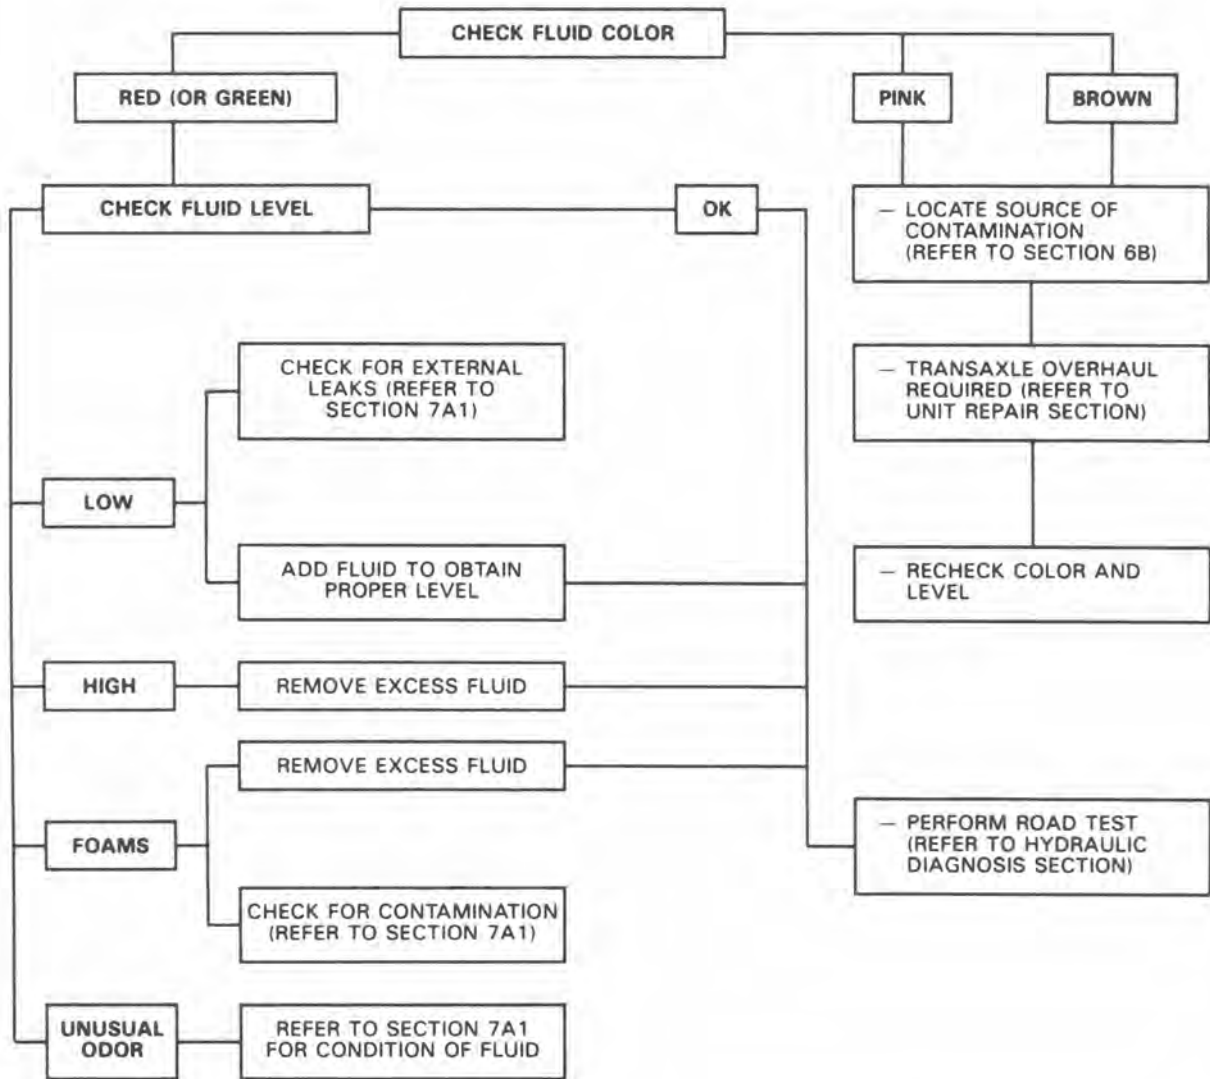 CHECK FLUID COLOR
RED (OR GREEN)
PINK
BROWN
CHECK FLUID LEVEL
OK
— LOCATE SOURCE OF
CONTAMINATION
(REFER TO SECTION 6B)
CHECK FOR EXTERNAL
LEAKS (REFER TO
SECTION 7A1)
— TRANSAXLE OVERHAUL
REQUIRED (REFER TO
UNIT REPAIR SECTION)
LOW
ADD FLUID TO OBTAIN
PROPER LEVEL
— RECHECK COLOR AND
LEVEL
HIGH
REMOVE EXCESS FLUID
REMOVE EXCESS FLUID
FOAMS
— PERFORM ROAD TEST
(REFER TO HYDRAULIC
DIAGNOSIS SECTION)
CHECK FOR CONTAMINATION
(REFER TO SECTION 7A1)
UNUSUAL
ODOR
REFER TO SECTION 7A1
FOR CONDITION OF FLUID